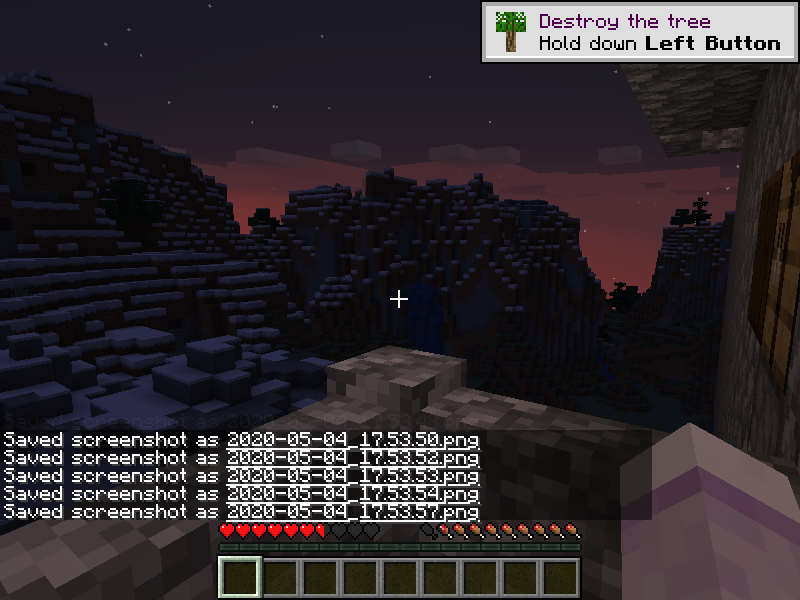 Destroy the tree
Hold down Left Button
Saved screenshot as 2020-05-04_17.53.50.png
Saved screenshot as 2020-05-04_17.53.52.png
Saved screenshot as 2020-05-04_17.53.53.png
Saved screenshot as 2020-05-04_17.53.54.png
Saved screenshot as 2020-05-04_17.53.57.png